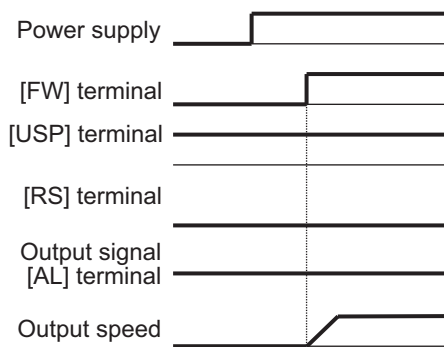 Power supply
[FW] terminal
[USP] terminal
[RS] terminal
Output signal
[AL] terminal
Output speed